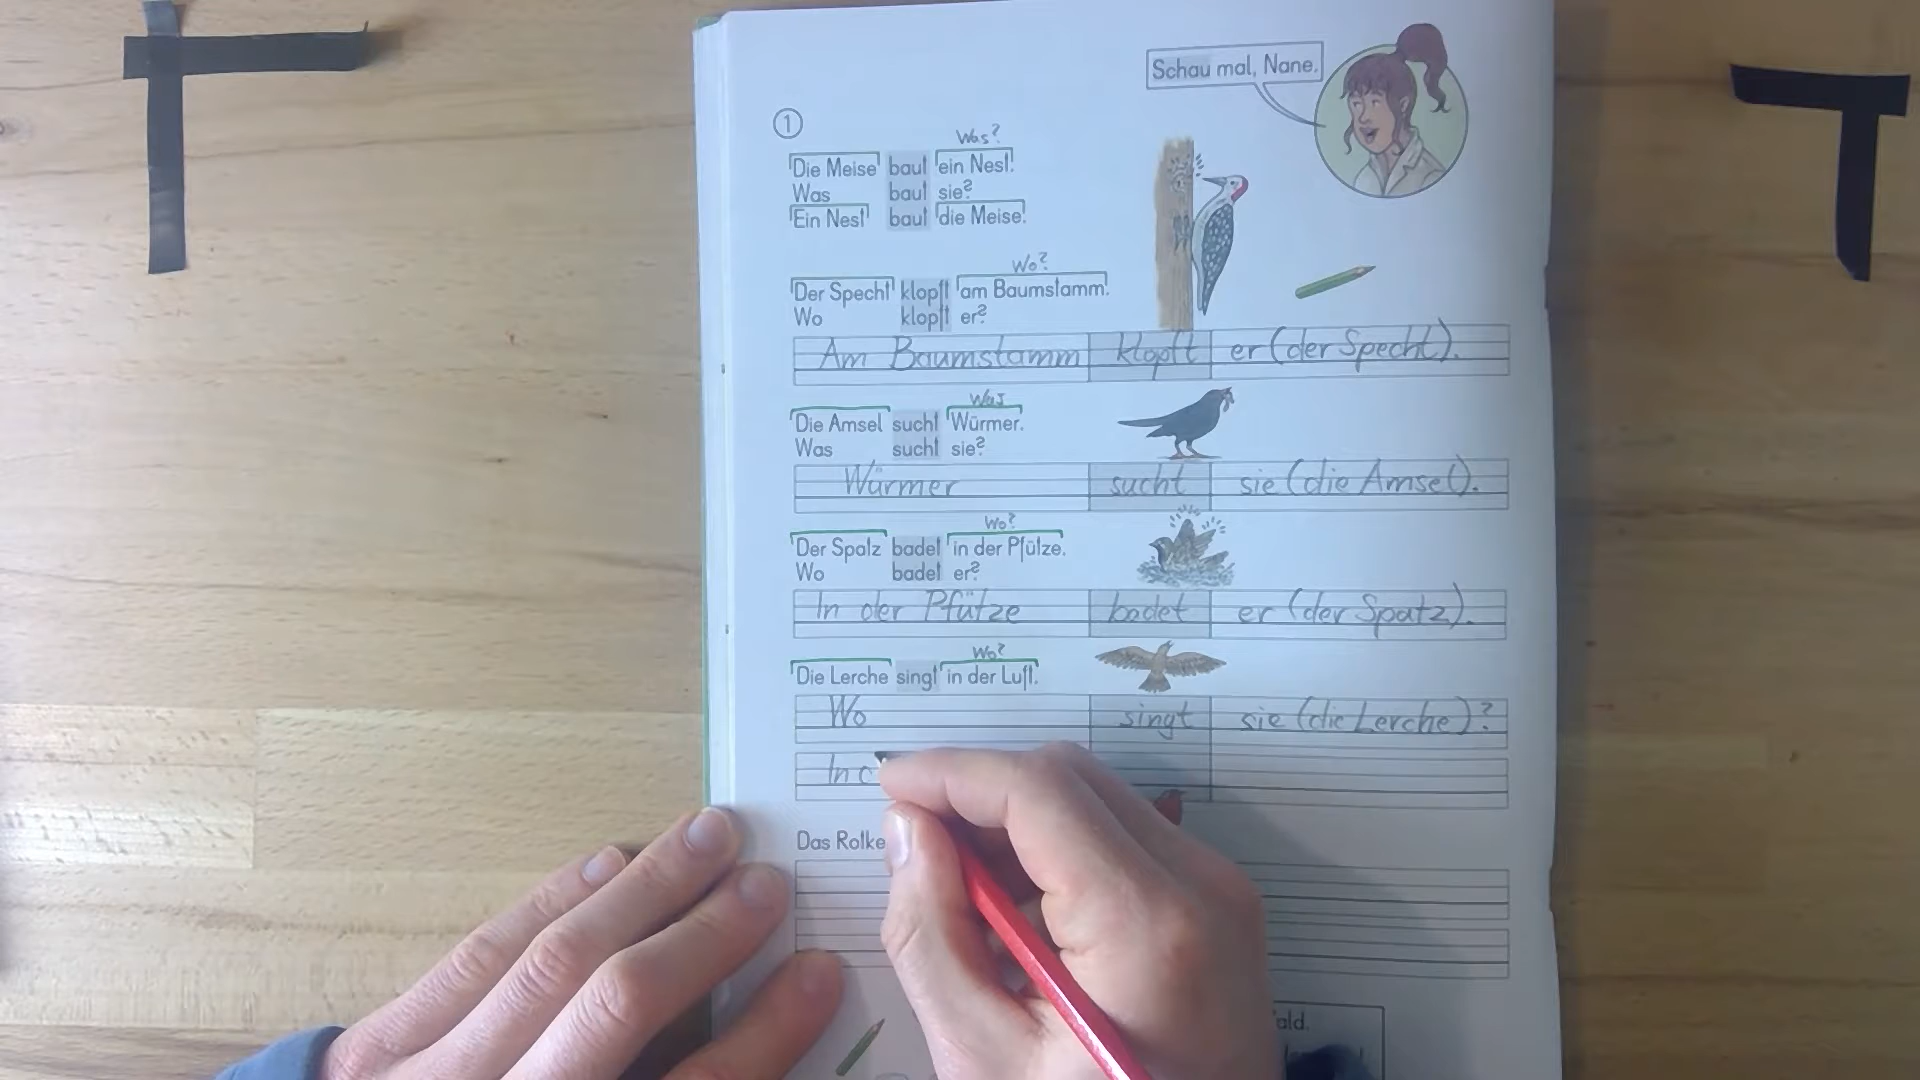 Schau mal, Nane.
1
Was?
Die Meise baut ein Nest.
Was baut sie?
Ein Nest baut die Meise.
Wo?
Der Specht klopft am Baumstamm.
Wo klopft er?
Am Baumstamm klopft er (der Specht).
Was
Die Amsel sucht Würmer.
Was sucht sie?
Würmer sucht sie (die Amsel).
Wo?
Der Spatz badet in der Pfütze.
Wo badet er?
In der Pfütze badet er (der Spatz).
Wo?
Die Lerche singt in der Luft.
Wo singt sie (die Lerche)?
In
Das Rotke
ald.